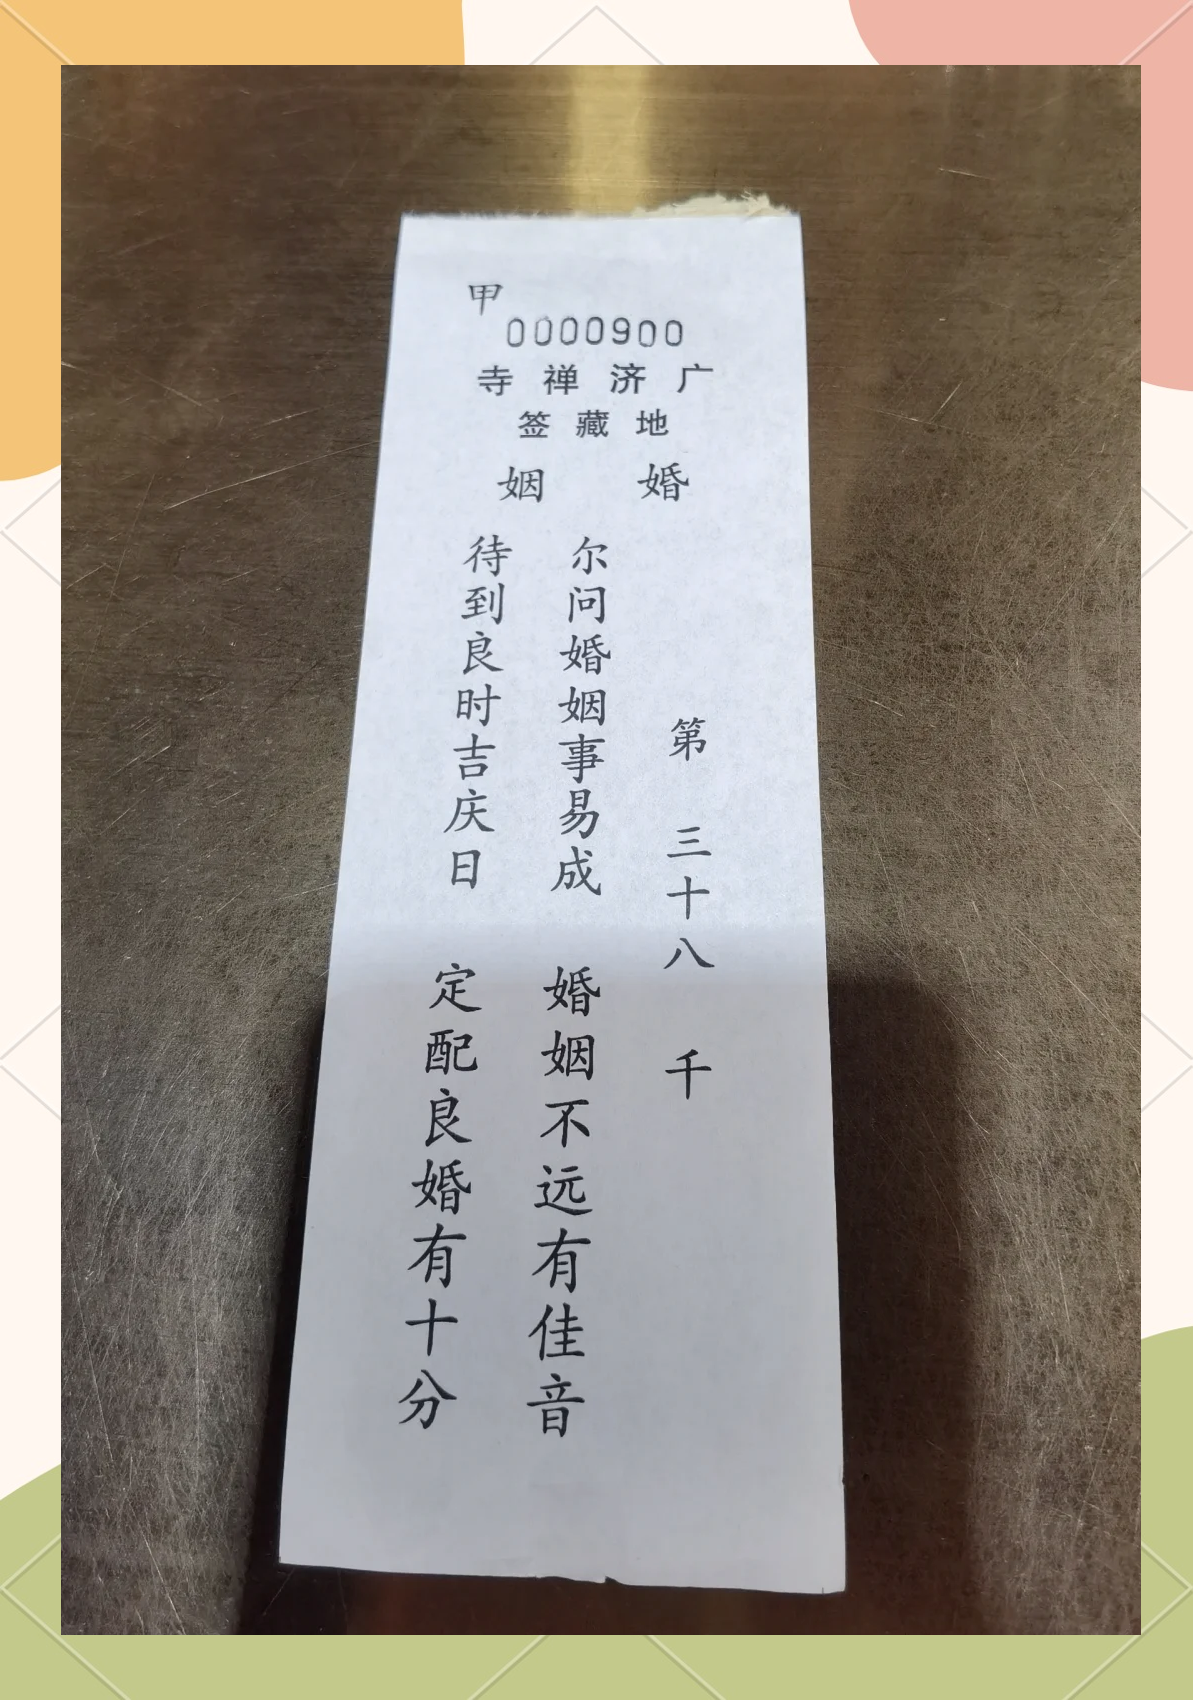 甲
0000900
广济禅寺
地藏签
婚姻
第 三十八 千
尔问婚姻事易成 婚姻不远有佳音
待到良时吉庆日 定配良婚有十分